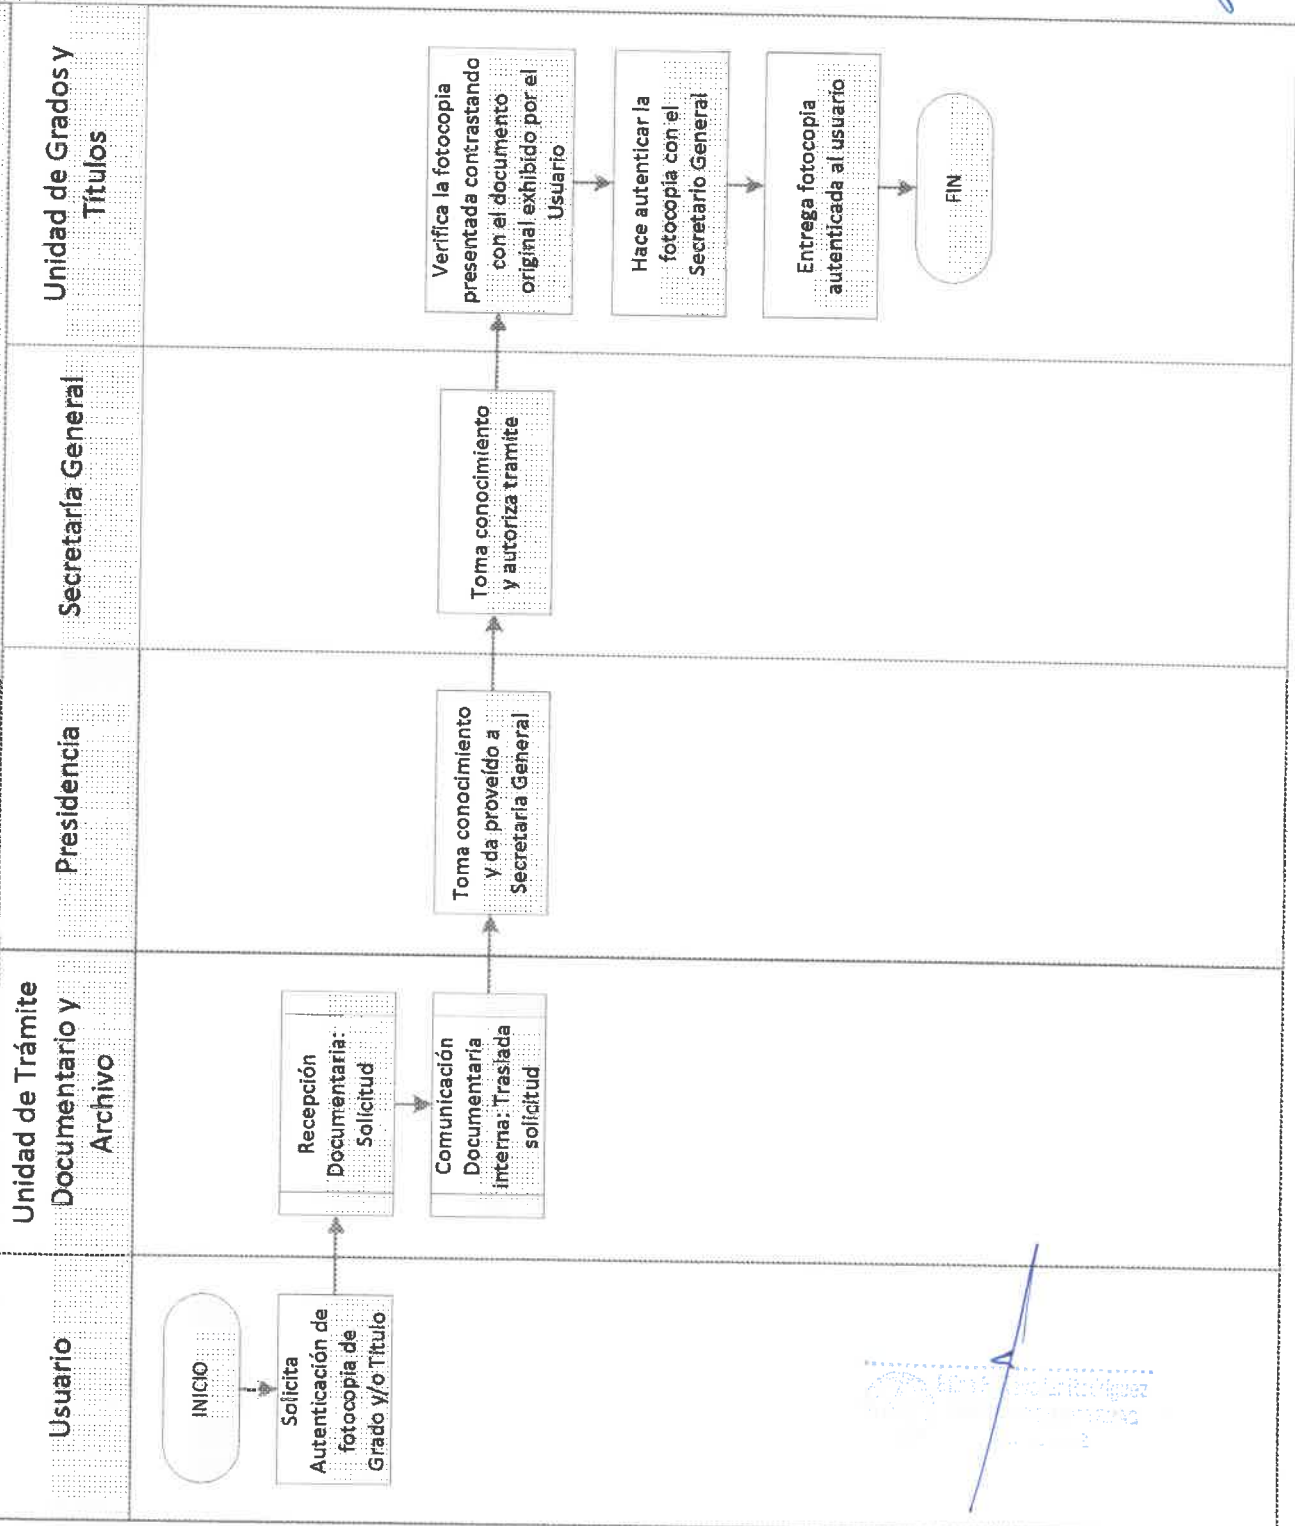 Usuario
Unidad de Trámite
Documentario y
Archivo
Presidencia
Secretaría General
Unidad de Grados y
Títulos
INICIO
Solicita
Autenticación de
fotocopia de
Grado y/o Título
Recepción
Documentaria:
Solicitud
Comunicación
Documentaria
interna: Traslada
solicitud
Toma conocimiento
y da proveído a
Secretaria General
Toma conocimiento
y autoriza tramite
Verifica la fotocopia
presentada contrastando
con el documento
original exhibido por el
Usuario
Hace autenticar la
fotocopia con el
Secretario General
Entrega fotocopia
autenticada al usuario
FIN